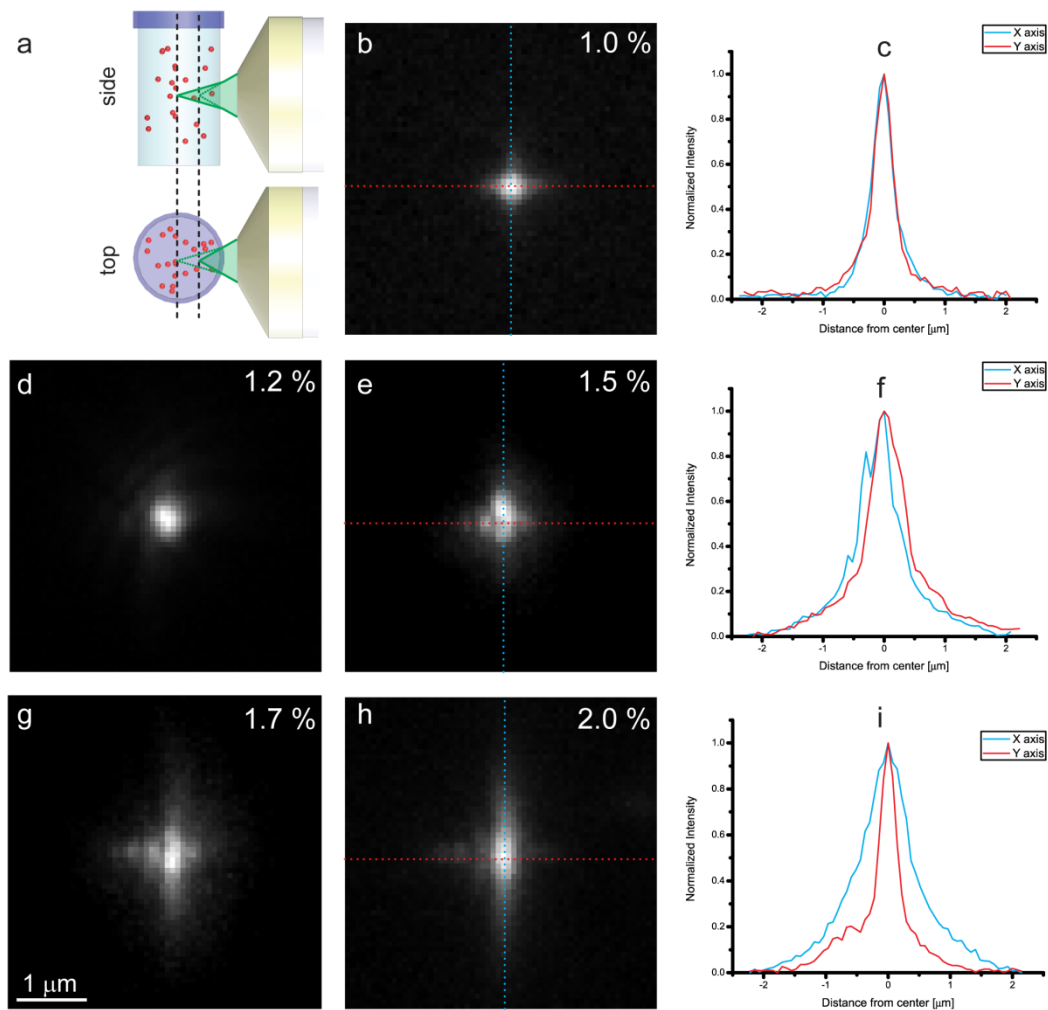 a
side
top
b
1.0 %
c
X axis
Y axis
Normalized Intensity
1.0
0.8
0.6
0.4
0.2
0.0
-2
-1
0
1
2
Distance from center [µm]
d
1.2 %
e
1.5 %
f
X axis
Y axis
Normalized Intensity
1.0
0.8
0.6
0.4
0.2
0.0
-2
-1
0
1
2
Distance from center [µm]
g
1.7 %
1 µm
h
2.0 %
i
X axis
Y axis
Normalized Intensity
1.0
0.8
0.6
0.4
0.2
0.0
-2
-1
0
1
2
Distance from center [µm]